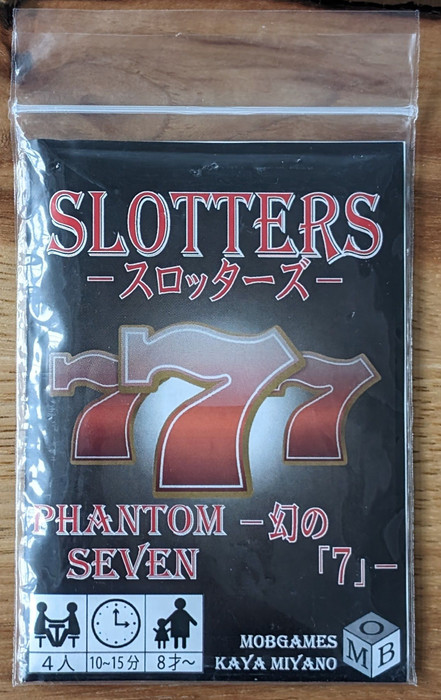 SLOTTERS
－スロッターズ－
777
PHANTOM －幻の
SEVEN 「7」－
4人 10~15分 8才~
MOBGAMES
KAYA MIYANO
MOB